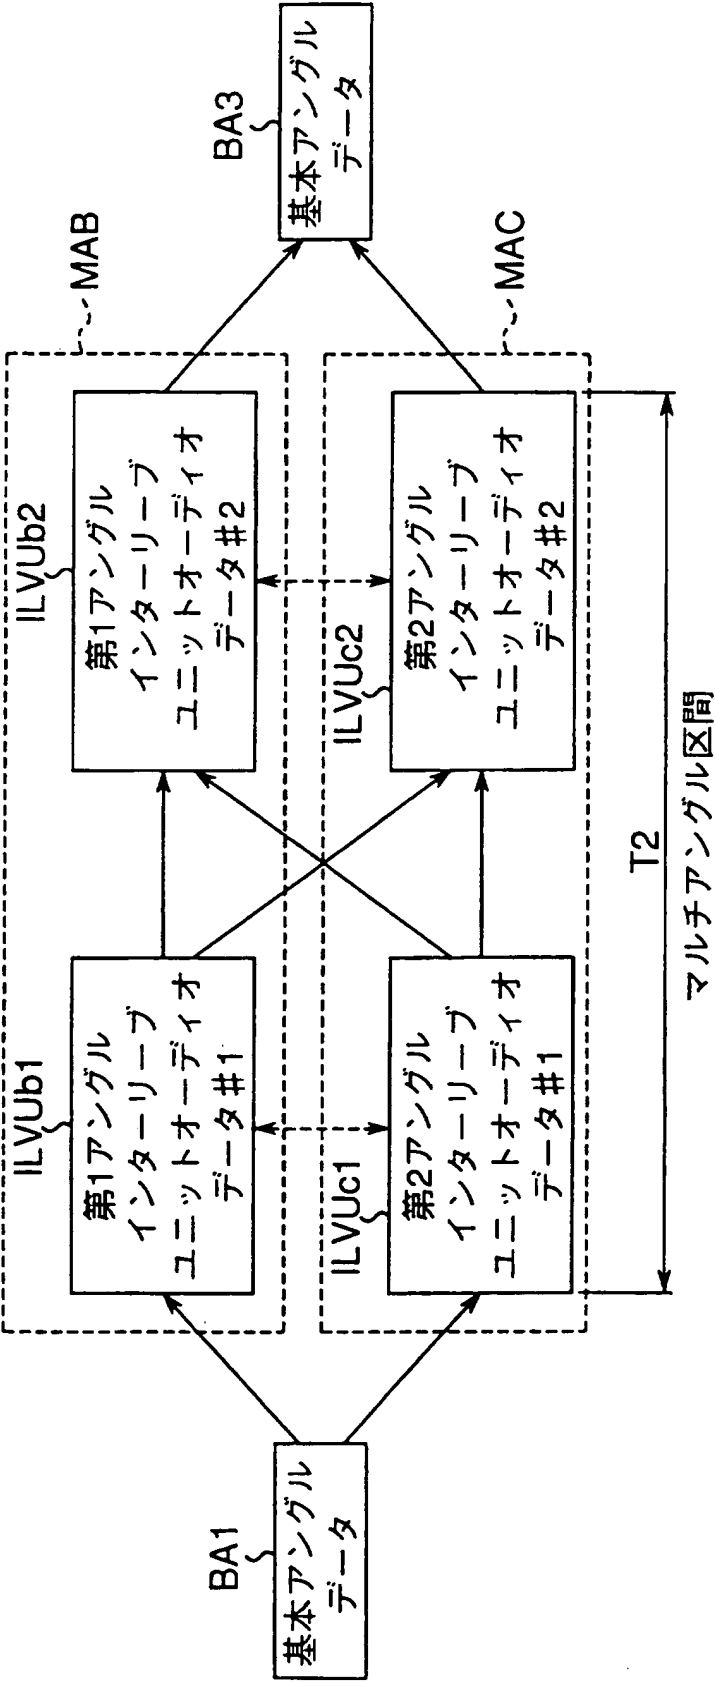 BA1
基本アングル
データ
MAB
ILVUb1
第1アングル
インターリーブ
ユニットオーディオ
データ#1
ILVUb2
第1アングル
インターリーブ
ユニットオーディオ
データ#2
BA3
基本アングル
データ
MAC
ILVUc1
第2アングル
インターリーブ
ユニットオーディオ
データ#1
ILVUc2
第2アングル
インターリーブ
ユニットオーディオ
データ#2
T2
マルチアングル区間